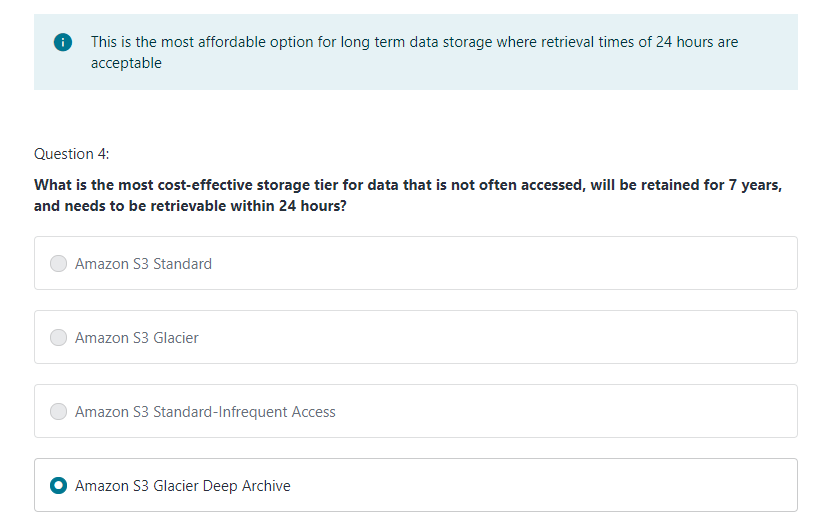 This is the most affordable option for long term data storage where retrieval times of 24 hours are
acceptable
Question 4:
What is the most cost-effective storage tier for data that is not often accessed, will be retained for 7 years,
and needs to be retrievable within 24 hours?
Amazon S3 Standard
Amazon S3 Glacier
Amazon S3 Standard-Infrequent Access
Amazon S3 Glacier Deep Archive